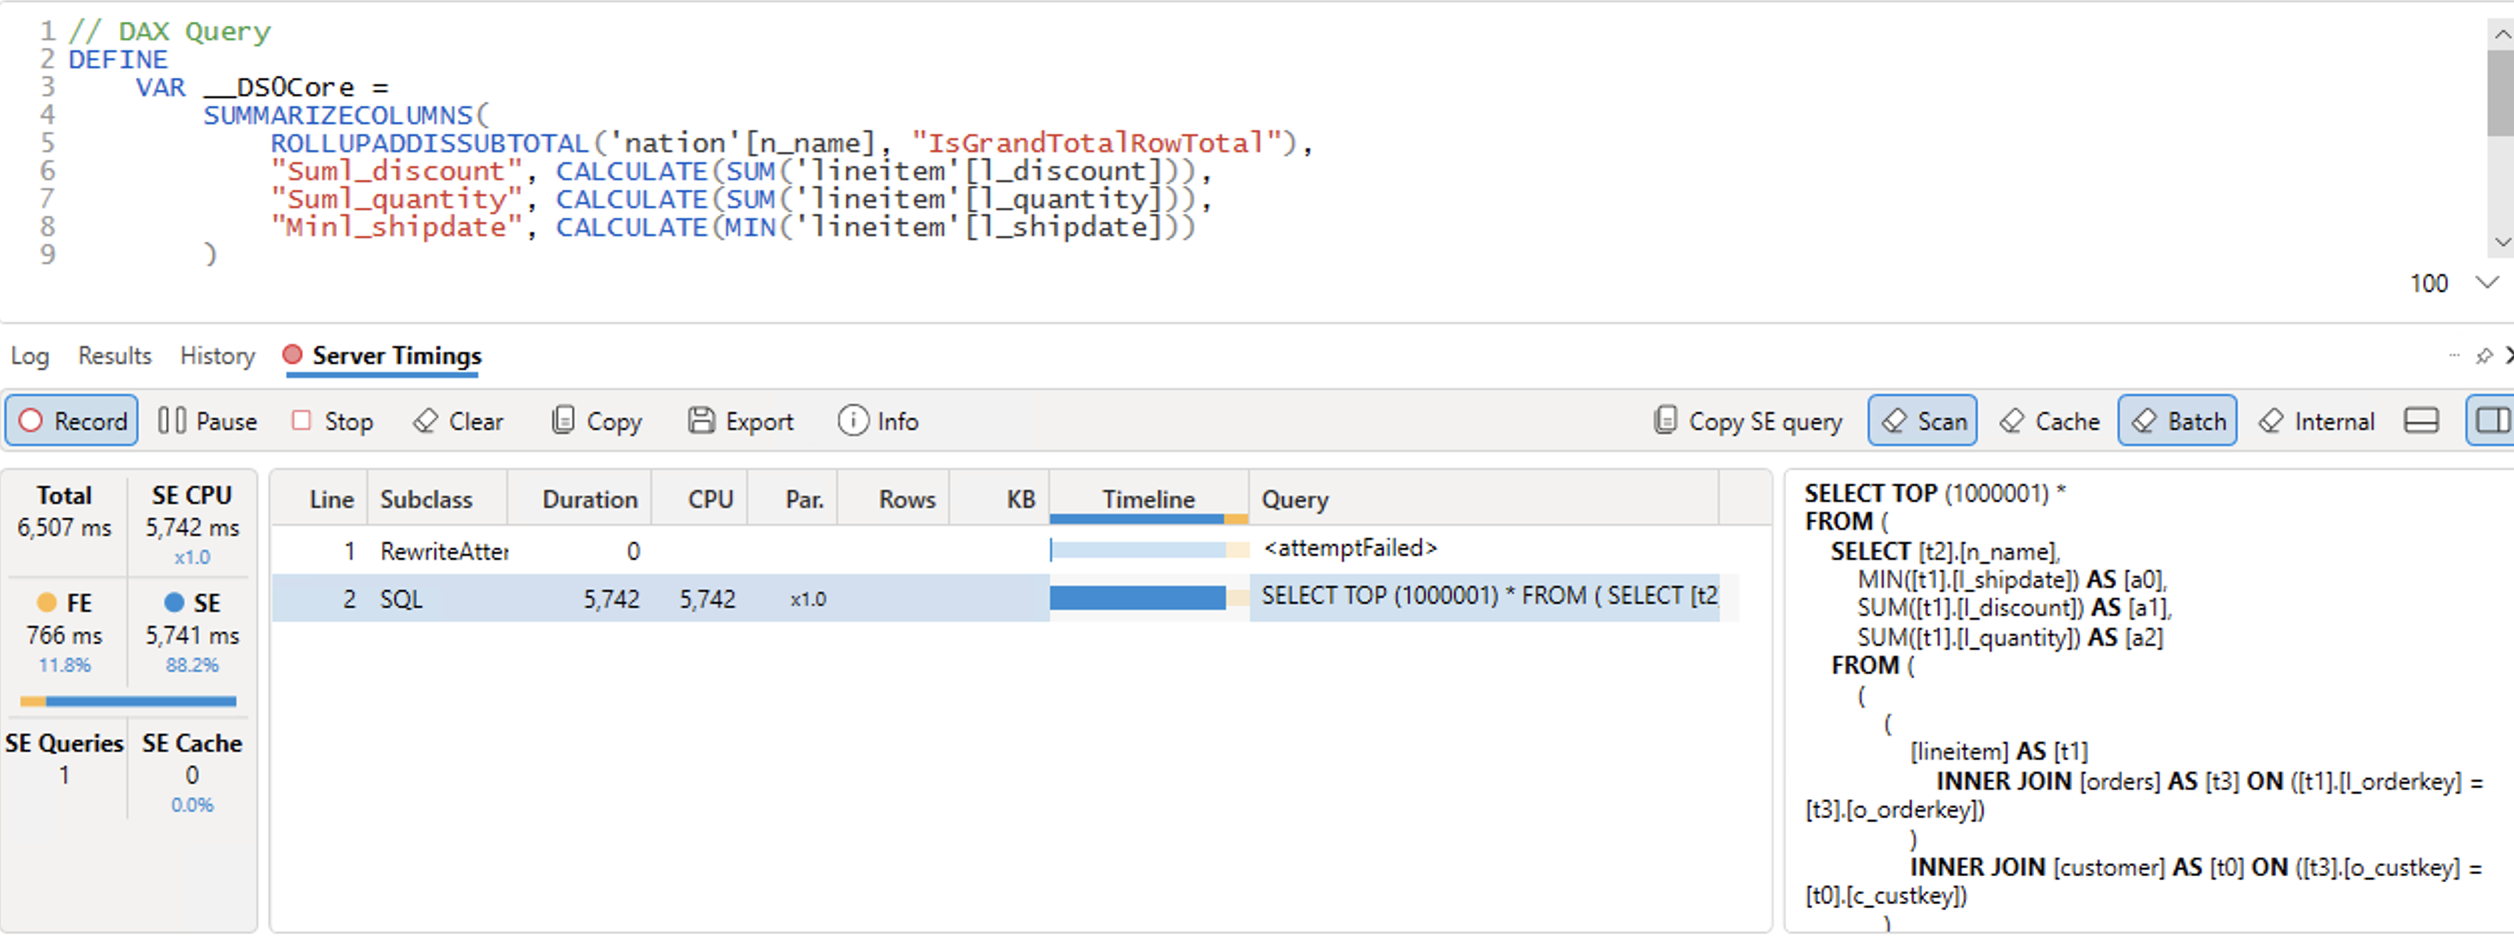 1 // DAX Query
2 DEFINE
3 VAR __DS0Core =
4 SUMMARIZECOLUMNS(
5 ROLLUPADDISSUBTOTAL('nation'[n_name], "IsGrandTotalRowTotal"),
6 "Suml_discount", CALCULATE(SUM('lineitem'[l_discount])),
7 "Suml_quantity", CALCULATE(SUM('lineitem'[l_quantity])),
8 "Minl_shipdate", CALCULATE(MIN('lineitem'[l_shipdate]))
9 )
100
Log Results History Server Timings
Record Pause Stop Clear Copy Export Info Copy SE query Scan Cache Batch Internal
Total SE CPU
6,507 ms 5,742 ms
x1.0
FE SE
766 ms 5,741 ms
11.8% 88.2%
SE Queries SE Cache
1 0
0.0%
Line Subclass Duration CPU Par. Rows KB Timeline Query
1 RewriteAtter 0 <attemptFailed>
2 SQL 5,742 5,742 x1.0 SELECT TOP (1000001) * FROM ( SELECT [t2
SELECT TOP (1000001) *
FROM (
SELECT [t2].[n_name],
MIN([t1].[l_shipdate]) AS [a0],
SUM([t1].[l_discount]) AS [a1],
SUM([t1].[l_quantity]) AS [a2]
FROM (
(
(
[lineitem] AS [t1]
INNER JOIN [orders] AS [t3] ON ([t1].[l_orderkey] =
[t3].[o_orderkey])
)
INNER JOIN [customer] AS [t0] ON ([t3].[o_custkey] =
[t0].[c_custkey])
)